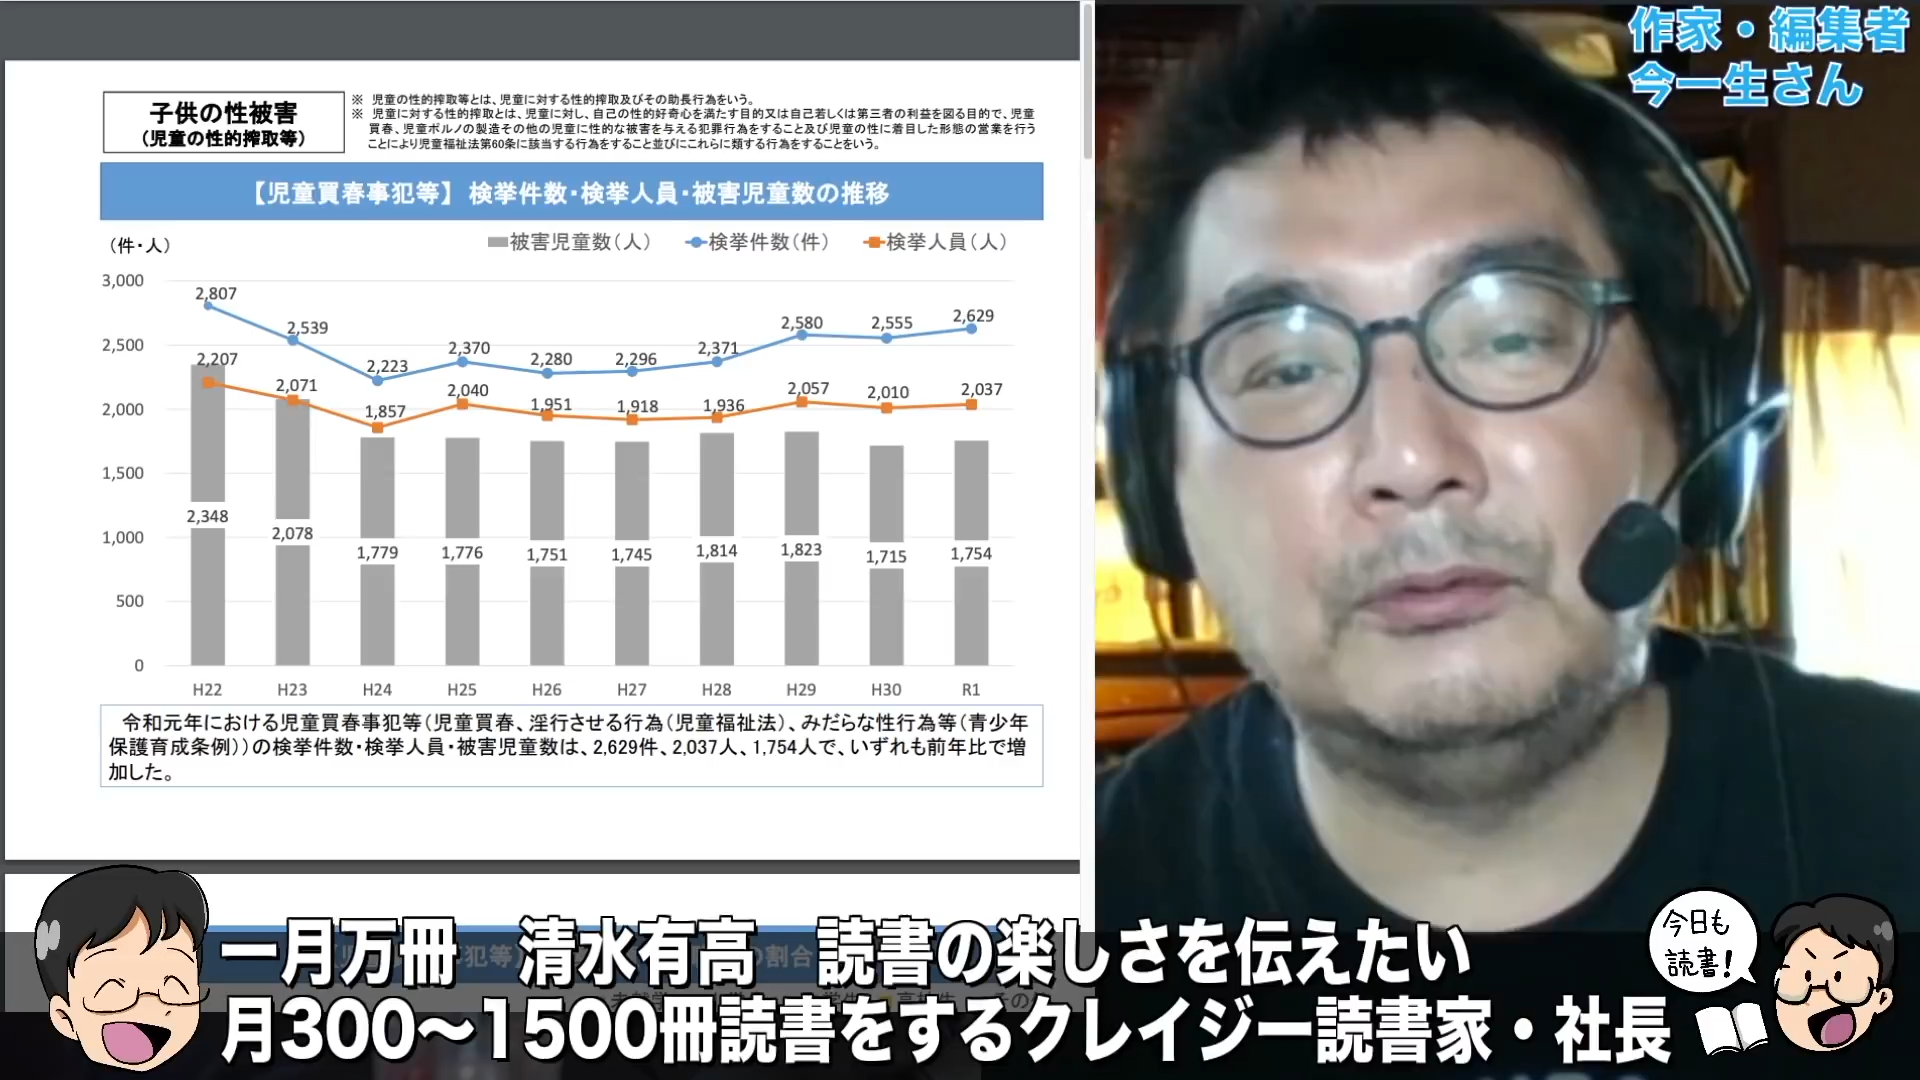 作家・編集者
今一生さん
子供の性被害
(児童の性的搾取等)
※ 児童の性的搾取等とは、児童に対する性的搾取及びその助長行為をいう。
※ 児童に対する性的搾取とは、児童に対し、自己の性的好奇心を満たす目的又は自己若しくは第三者の利益を図る目的で、児童
買春、児童ポルノの製造その他の児童に性的な被害を与える犯罪行為をすること及び児童の性に着目した形態の営業を行う
ことにより児童福祉法第60条に該当する行為をすること並びにこれらに類する行為をすることをいう。
【児童買春事犯等】 検挙件数・検挙人員・被害児童数の推移
(件・人)
被害児童数(人) 検挙件数(件) 検挙人員(人)
3,000
2,500
2,000
1,500
1,000
500
0
2,807 2,539 2,223 2,370 2,280 2,296 2,371 2,580 2,555 2,629
2,207 2,071 1,857 2,040 1,951 1,918 1,936 2,057 2,010 2,037
2,348 2,078 1,779 1,776 1,751 1,745 1,814 1,823 1,715 1,754
H22 H23 H24 H25 H26 H27 H28 H29 H30 R1
令和元年における児童買春事犯等(児童買春、淫行させる行為(児童福祉法)、みだらな性行為等(青少年
保護育成条例))の検挙件数・検挙人員・被害児童数は、2,629件、2,037人、1,754人で、いずれも前年比で増
加した。
一月万冊 清水有高 読書の楽しさを伝えたい
月300〜1500冊読書をするクレイジー読書家・社長
今日も
読書!